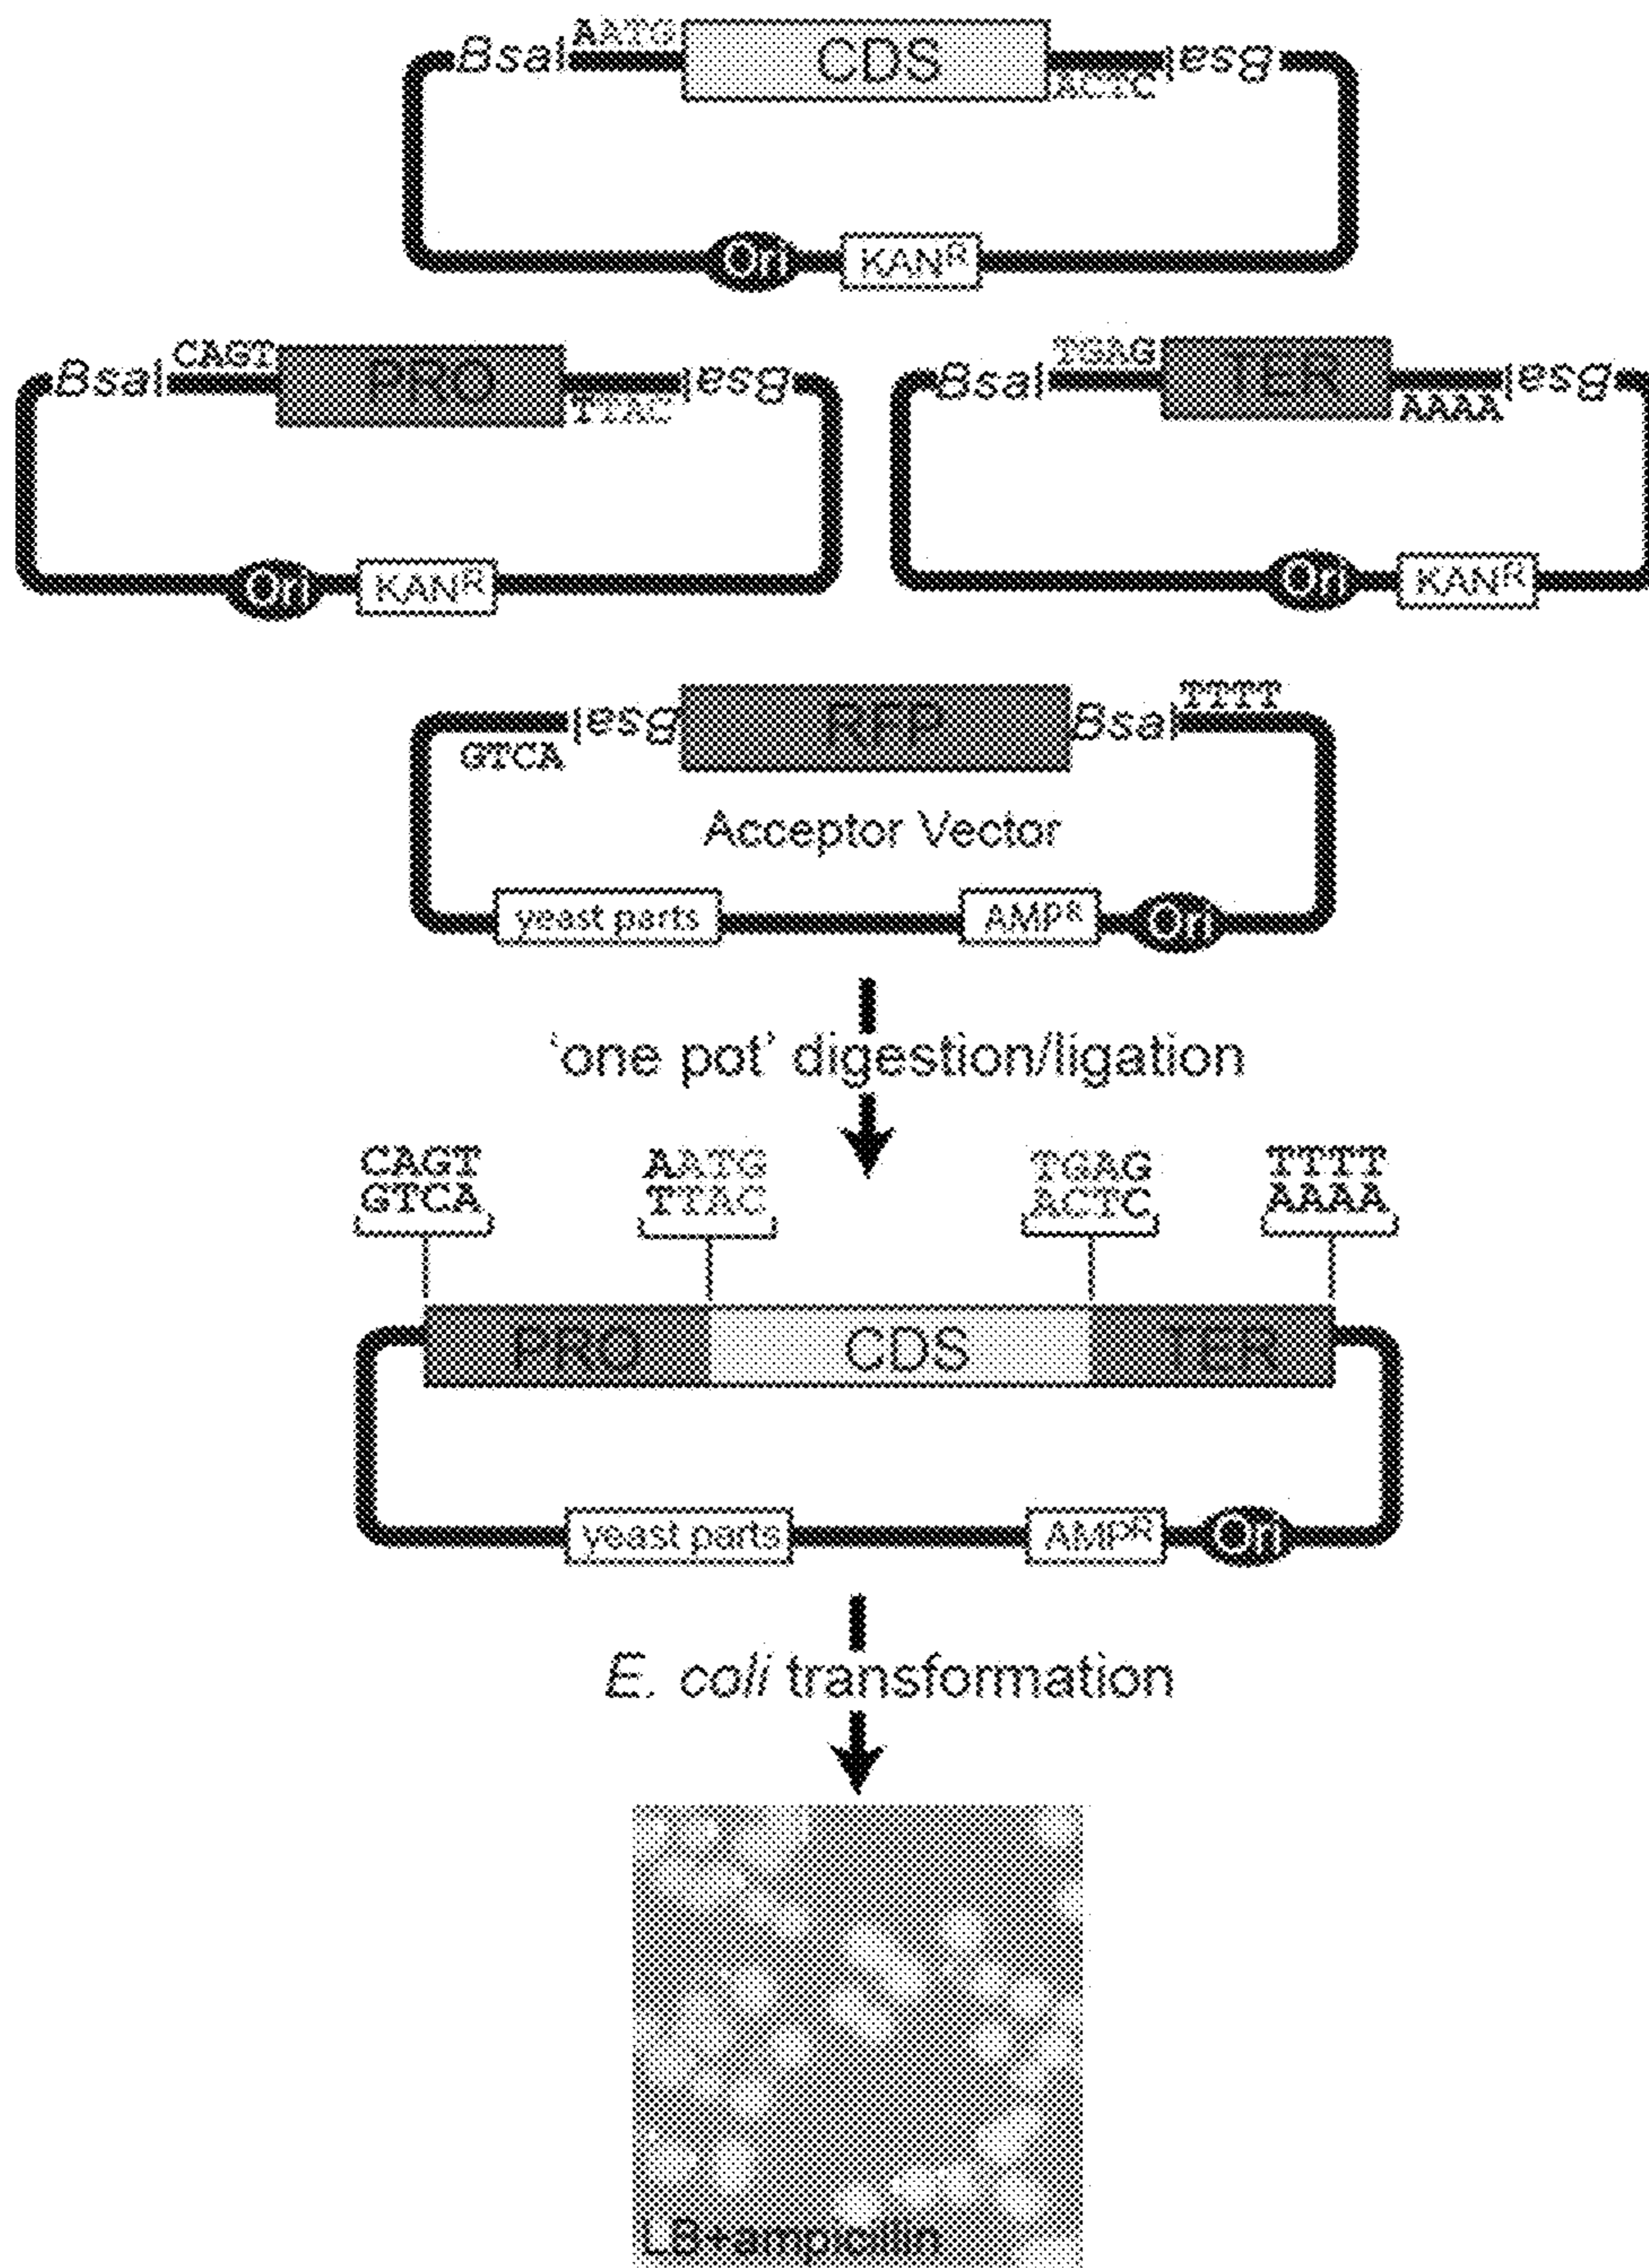 BsaI AATG CDS ACTC BsaI
Ori KANR
BsaI CAGT PRO TTAC BsaI
BsaI TGAG TER AAAA BsaI
Ori KANR
Ori KANR
GTCA BsaI RFP BsaI TTTT
Acceptor Vector
yeast parts AMPR Ori
'one pot' digestion/ligation
CAGT AATG TGAG TTTT
GTCA TTAC ACTC AAAA
PRO CDS TER
yeast parts AMPR Ori
E. coli transformation
LB+ampicillin